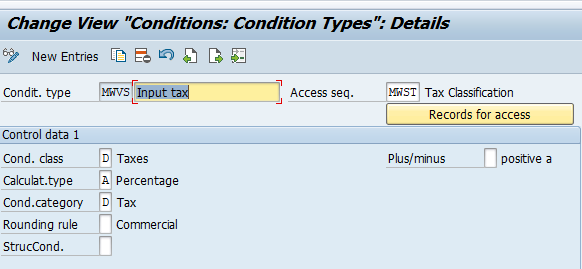 Change View "Conditions: Condition Types": Details
New Entries
Condit. type MWVS Input tax Access seq. MWST Tax Classification
Records for access
Control data 1
Cond. class D Taxes Plus/minus positive a
Calculat.type A Percentage
Cond.category D Tax
Rounding rule Commercial
StrucCond.